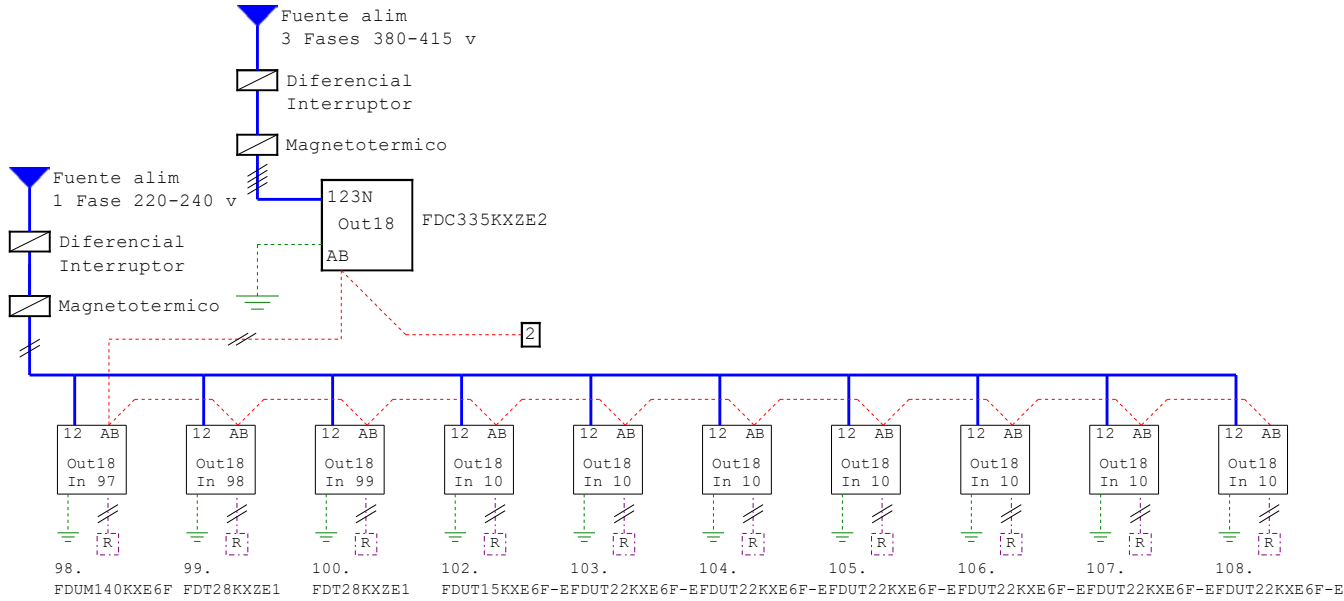 Fuente alim
3 Fases 380-415 v
Diferencial
Interruptor
Magnetotermico
Fuente alim
1 Fase 220-240 v
Diferencial
Interruptor
Magnetotermico
123N
Out18
AB
FDC335KXZE2
2
12 AB 12 AB 12 AB 12 AB 12 AB 12 AB 12 AB 12 AB 12 AB 12 AB
Out18 Out18 Out18 Out18 Out18 Out18 Out18 Out18 Out18 Out18
In 97 In 98 In 99 In 10 In 10 In 10 In 10 In 10 In 10 In 10
R R R R R R R R R R
98. 99. 100. 102. 103. 104. 105. 106. 107. 108.
FDUM140KXE6F FDT28KXZE1 FDT28KXZE1 FDUT15KXE6F-EFDUT22KXE6F-EFDUT22KXE6F-EFDUT22KXE6F-EFDUT22KXE6F-EFDUT22KXE6F-EFDUT22KXE6F-E